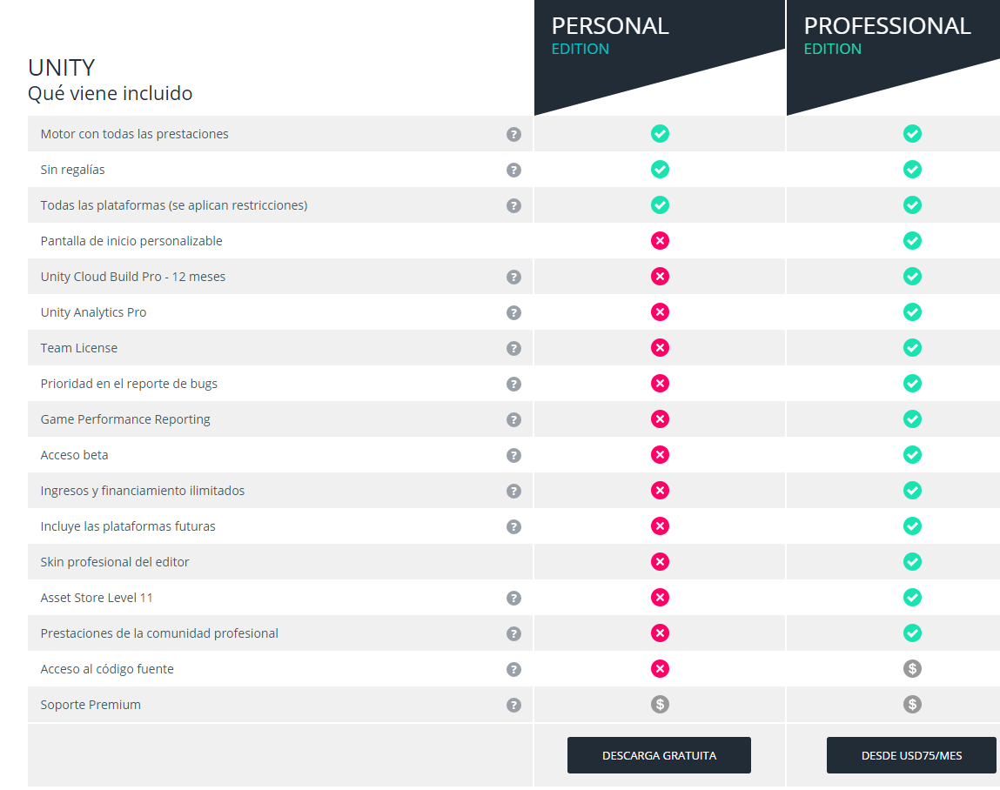 PERSONAL
EDITION
PROFESSIONAL
EDITION
UNITY
Qué viene incluido
Motor con todas las prestaciones ?
Sin regalías ?
Todas las plataformas (se aplican restricciones) ?
Pantalla de inicio personalizable
Unity Cloud Build Pro - 12 meses ?
Unity Analytics Pro ?
Team License ?
Prioridad en el reporte de bugs ?
Game Performance Reporting ?
Acceso beta ?
Ingresos y financiamiento ilimitados ?
Incluye las plataformas futuras ?
Skin profesional del editor
Asset Store Level 11 ?
Prestaciones de la comunidad profesional ?
Acceso al código fuente ? $
Soporte Premium ? $ $
DESCARGA GRATUITA DESDE USD75/MES